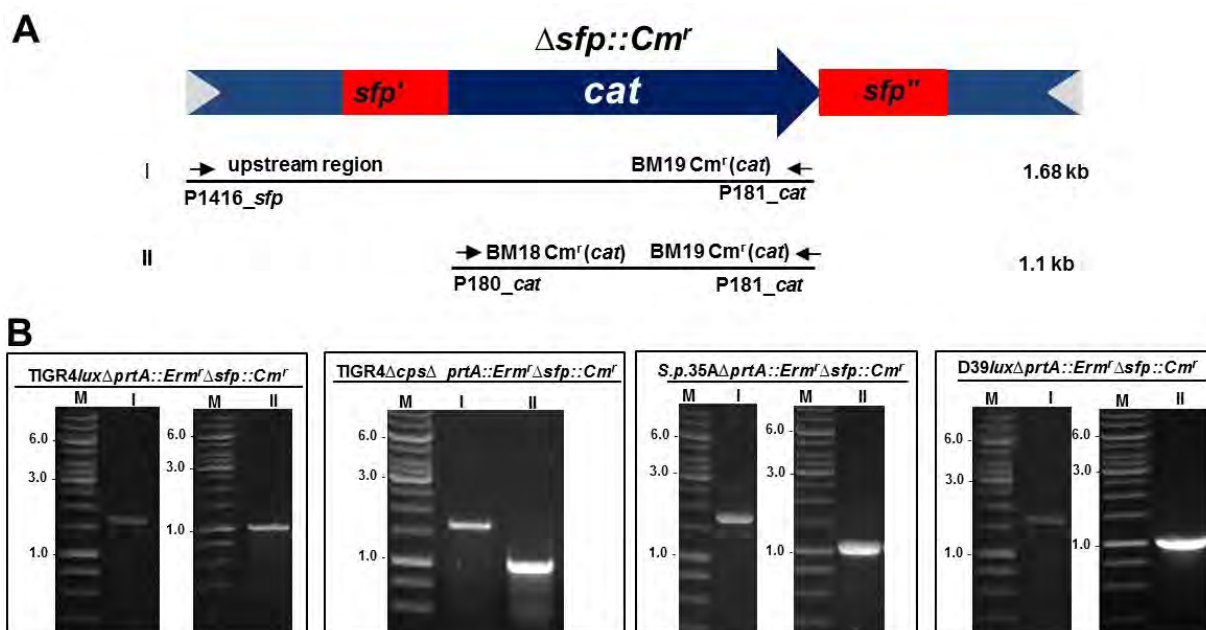 A
Δsfp::Cmʳ
sfp' cat sfp"
I upstream region BM19 Cmʳ(cat) 1.68 kb
P1416_sfp P181_cat
II BM18 Cmʳ(cat) BM19 Cmʳ(cat) 1.1 kb
P180_cat P181_cat
B
TIGR4luxΔprtA::ErmʳΔsfp::Cmʳ
M I M II
6.0 -
3.0 -
1.0 -
6.0 -
3.0 -
1.0 -
TIGR4ΔcpsΔ prtA::ErmʳΔsfp::Cmʳ
M I II
6.0 -
3.0 -
1.0 -
S.p.35AΔprtA::ErmʳΔsfp::Cmʳ
M I M II
6.0 -
3.0 -
1.0 -
6.0 -
3.0 -
1.0 -
D39luxΔprtA::ErmʳΔsfp::Cmʳ
M I M II
6.0 -
3.0 -
1.0 -
6.0 -
3.0 -
1.0 -